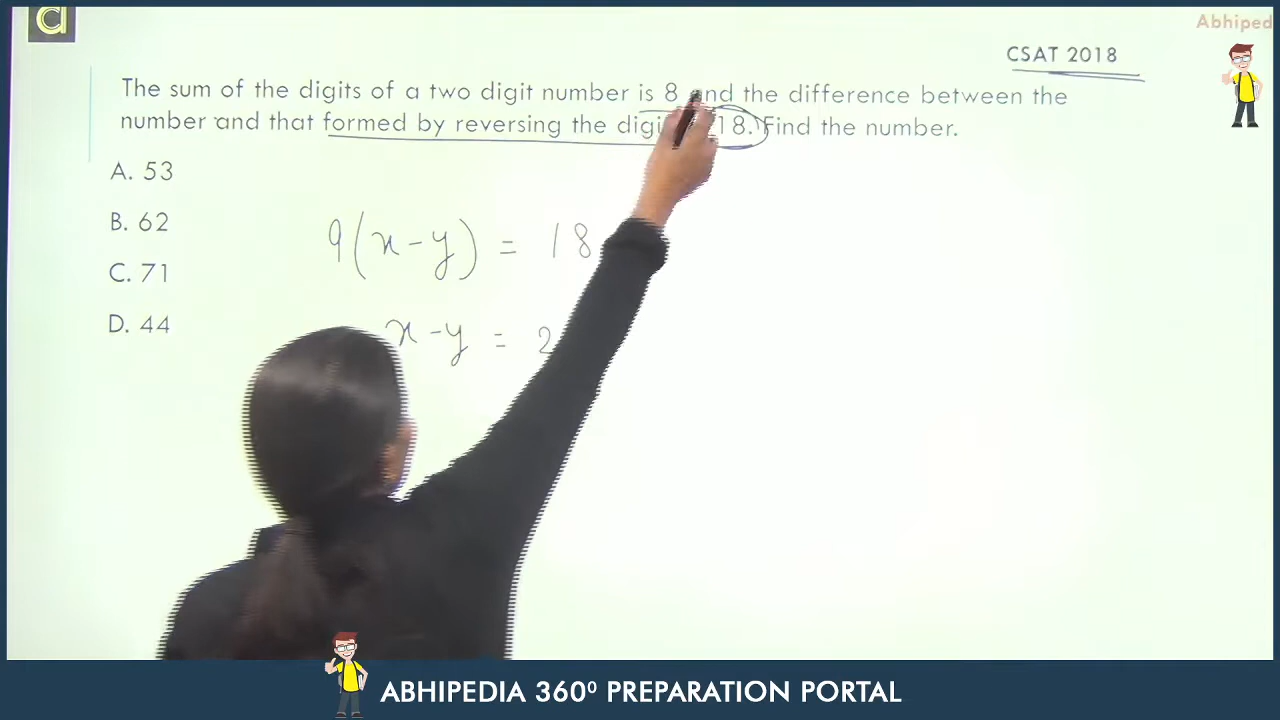 a
Abhiped
CSAT 2018
The sum of the digits of a two digit number is 8 and the difference between the
number and that formed by reversing the 18. Find the number.
A. 53
B. 62
C. 71
D. 44
9(x-y) = 18
x-y = 2
ABHIPEDIA 360⁰ PREPARATION PORTAL